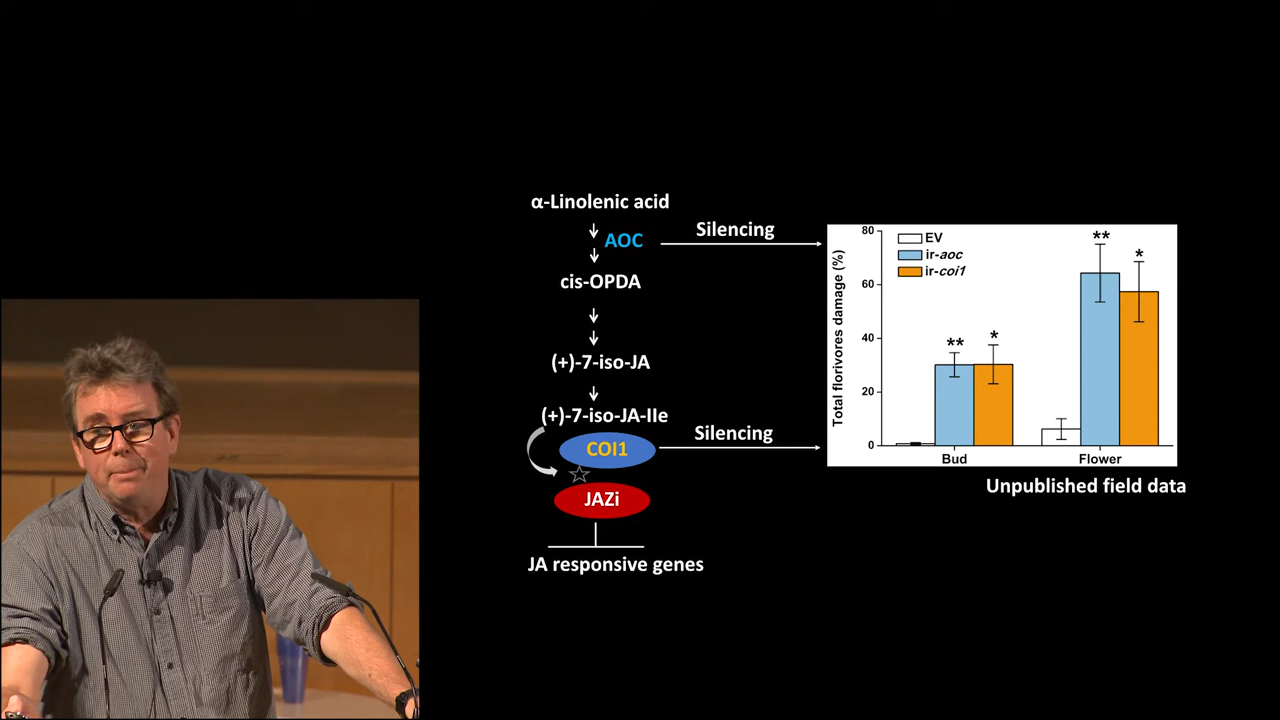 α-Linolenic acid
AOC
Silencing
cis-OPDA
(+)-7-iso-JA
(+)-7-iso-JA-Ile
COI1
Silencing
JAZi
JA responsive genes
Total florivores damage (%)
80
60
40
20
0
EV
ir-aoc
ir-coi1
**
*
**
*
Bud
Flower
Unpublished field data